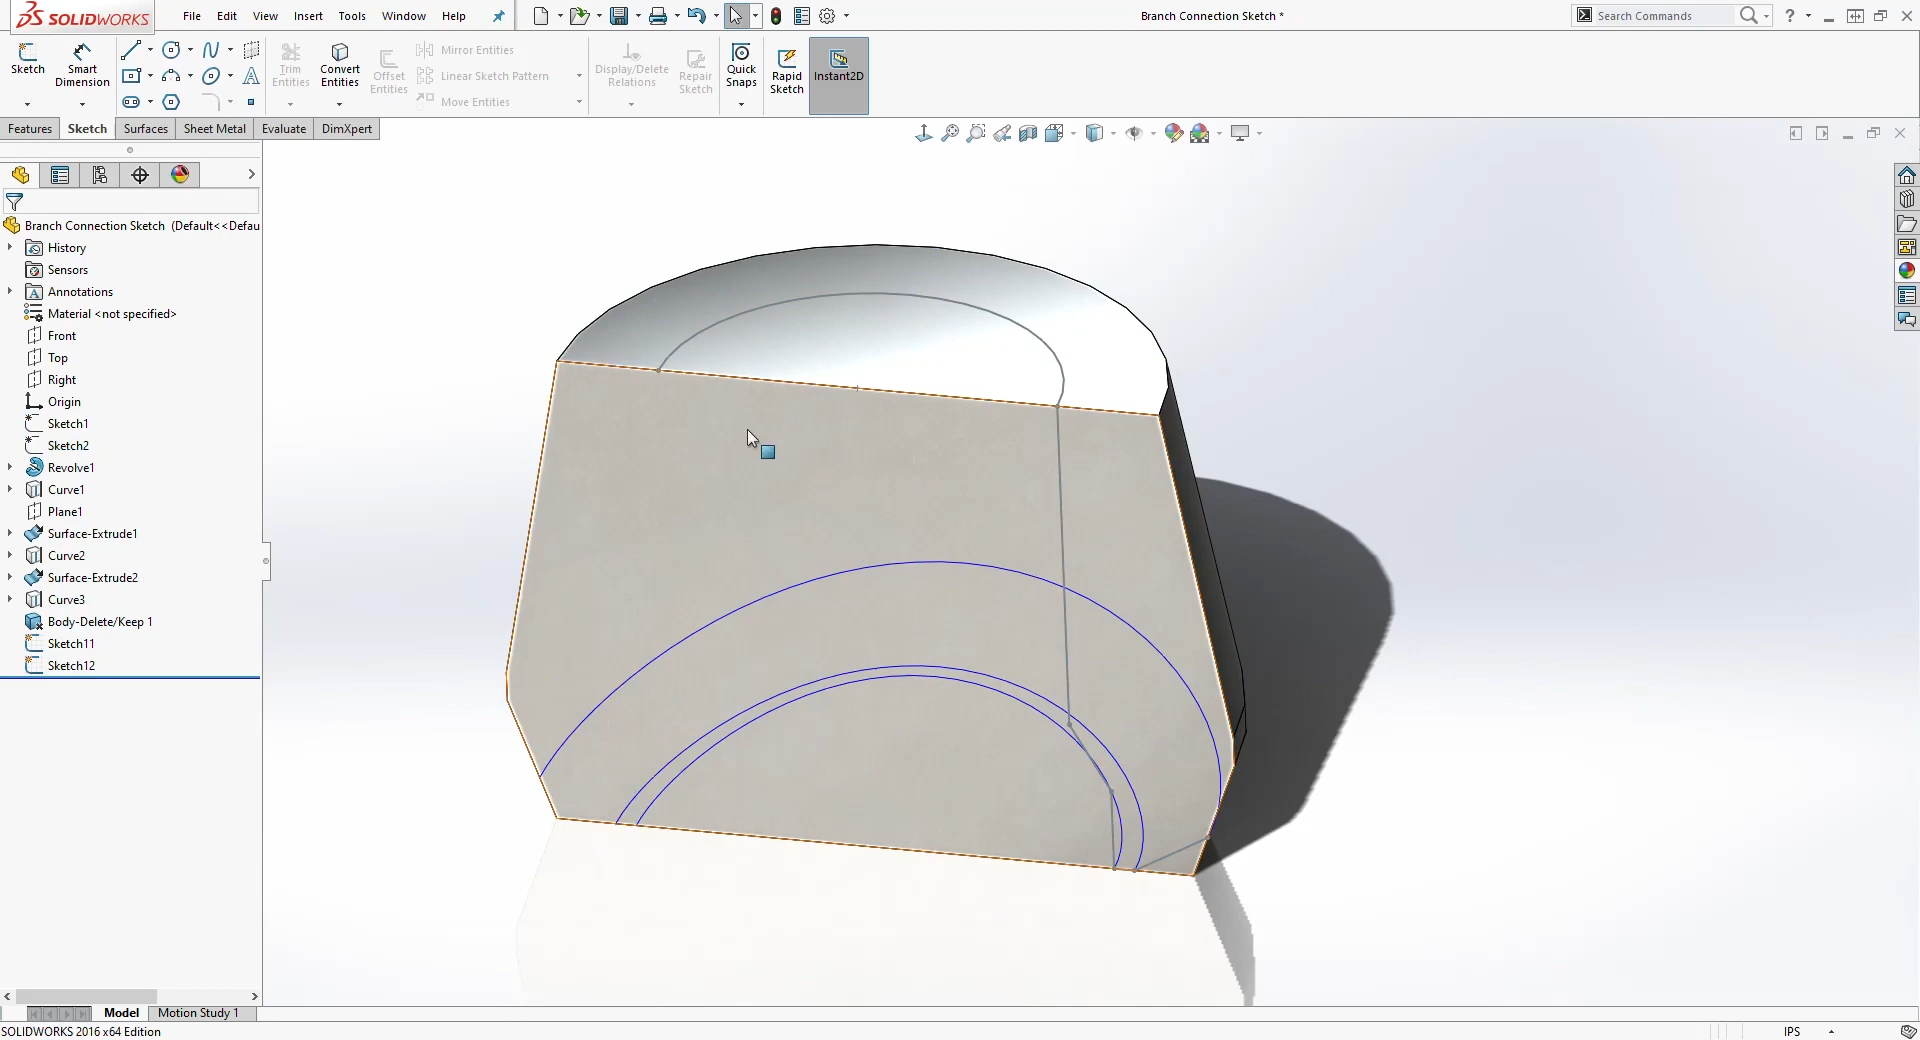 SOLIDWORKS
File Edit View Insert Tools Window Help
Branch Connection Sketch *
Search Commands
Sketch
Smart Dimension
Trim Entities
Convert Entities
Offset Entities
Mirror Entities
Linear Sketch Pattern
Move Entities
Display/Delete Relations
Repair Sketch
Quick Snaps
Rapid Sketch
Instant2D
Features Sketch Surfaces Sheet Metal Evaluate DimXpert
Branch Connection Sketch (Default<<Defau
History
Sensors
Annotations
Material <not specified>
Front
Top
Right
Origin
Sketch1
Sketch2
Revolve1
Curve1
Plane1
Surface-Extrude1
Curve2
Surface-Extrude2
Curve3
Body-Delete/Keep 1
Sketch11
Sketch12
Model Motion Study 1
SOLIDWORKS 2016 x64 Edition
IPS